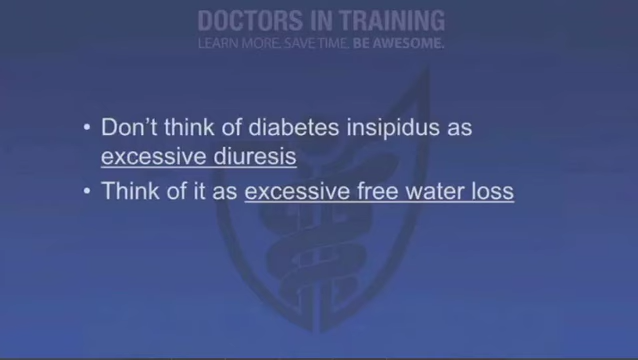 DOCTORS IN TRAINING
LEARN MORE. SAVE TIME. BE AWESOME.
• Don't think of diabetes insipidus as
excessive diuresis
• Think of it as excessive free water loss